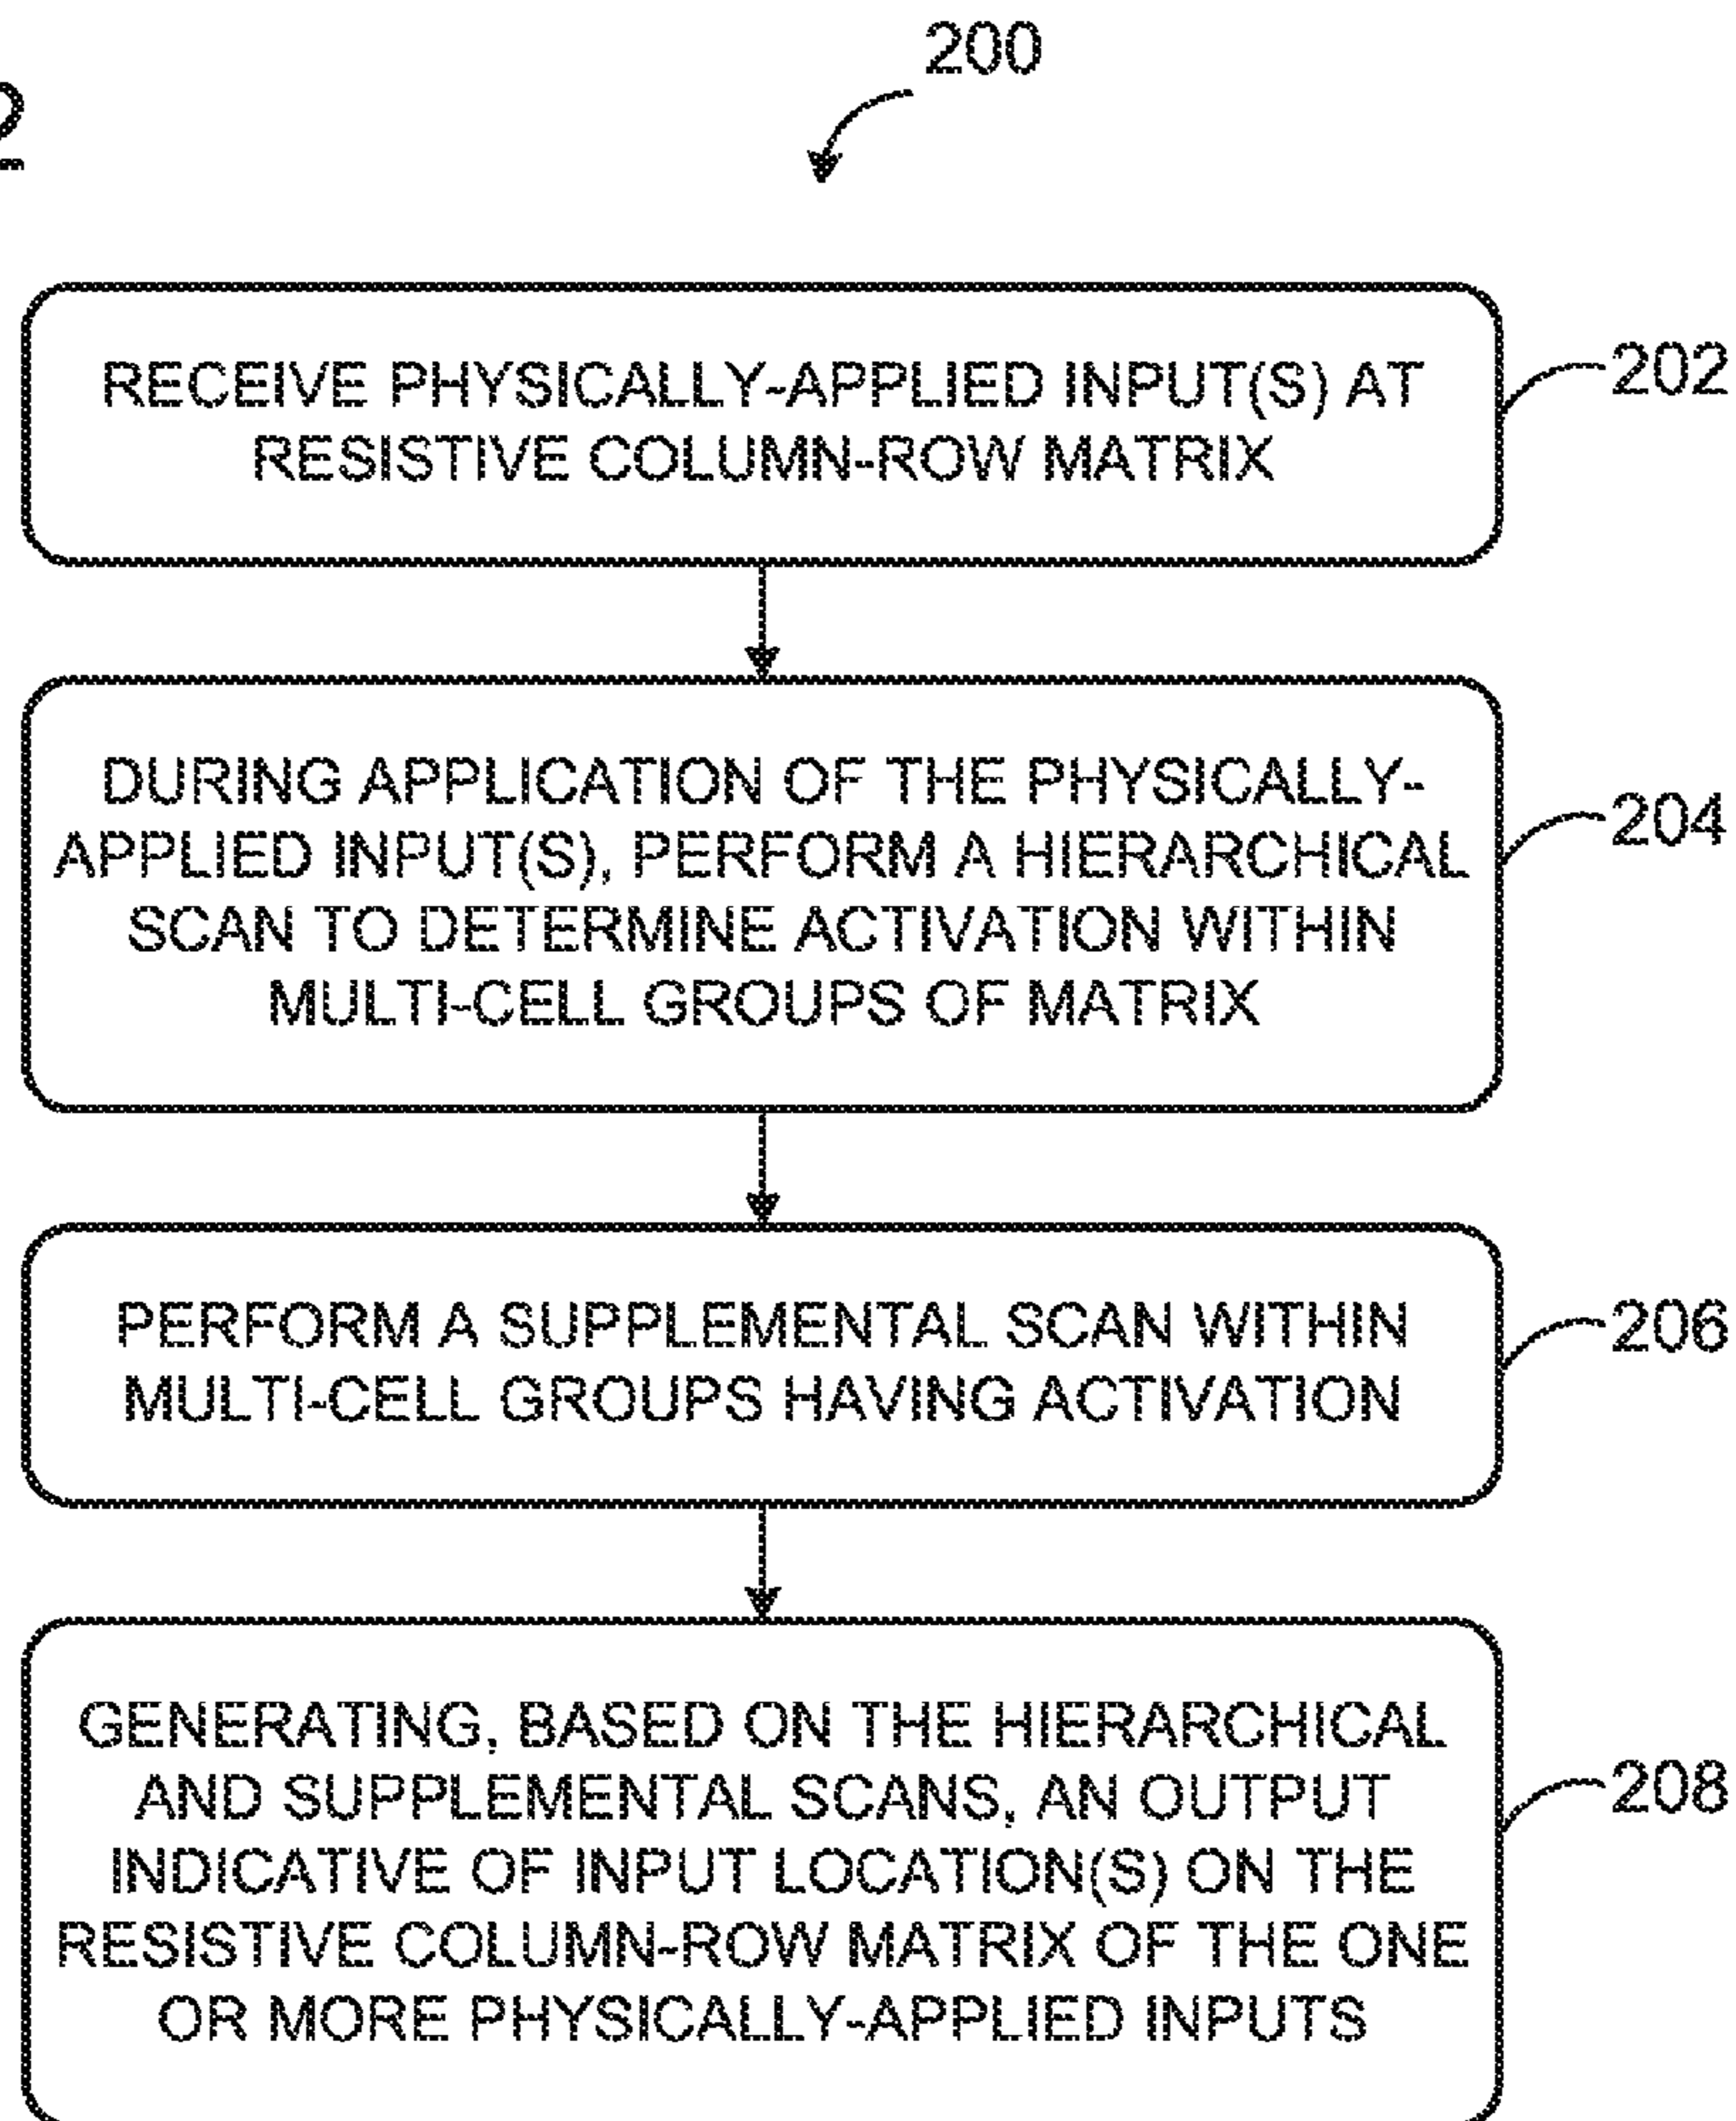 200
2
RECEIVE PHYSICALLY-APPLIED INPUT(S) AT
RESISTIVE COLUMN-ROW MATRIX
202
DURING APPLICATION OF THE PHYSICALLY-
APPLIED INPUT(S), PERFORM A HIERARCHICAL
SCAN TO DETERMINE ACTIVATION WITHIN
MULTI-CELL GROUPS OF MATRIX
204
PERFORM A SUPPLEMENTAL SCAN WITHIN
MULTI-CELL GROUPS HAVING ACTIVATION
206
GENERATING, BASED ON THE HIERARCHICAL
AND SUPPLEMENTAL SCANS, AN OUTPUT
INDICATIVE OF INPUT LOCATION(S) ON THE
RESISTIVE COLUMN-ROW MATRIX OF THE ONE
OR MORE PHYSICALLY-APPLIED INPUTS
208